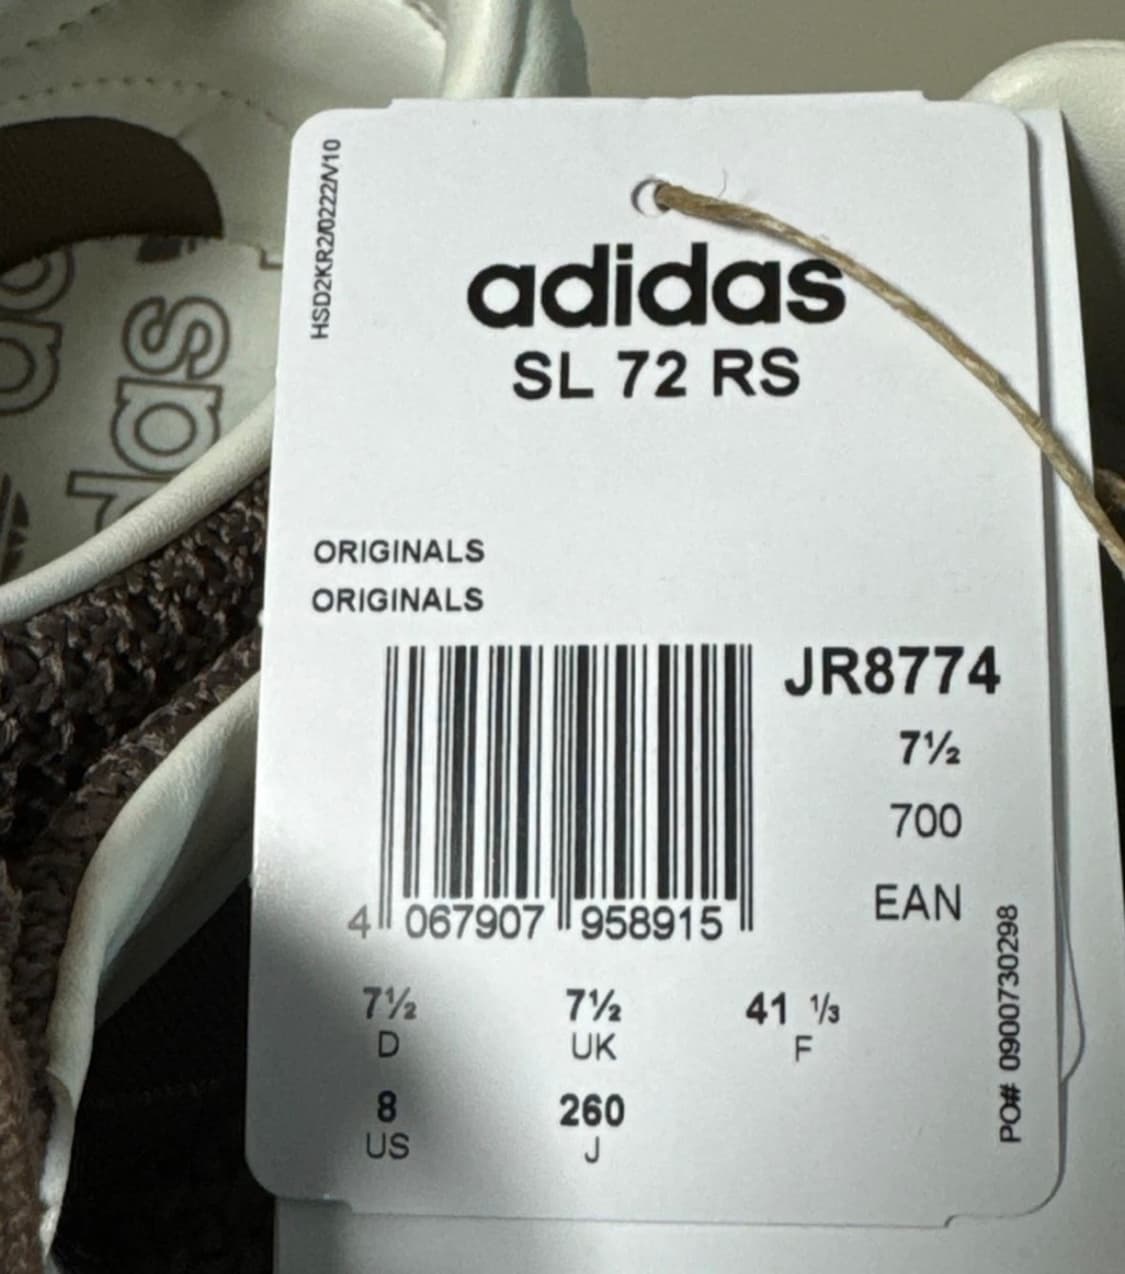 HSD2KR2/0222/V10
adidas
SL 72 RS
ORIGINALS
ORIGINALS
JR8774
7½
700
EAN
4 067907 958915
7½ 7½ 41 ⅓
D UK F
8 260
US J
PO# 0900730298
das